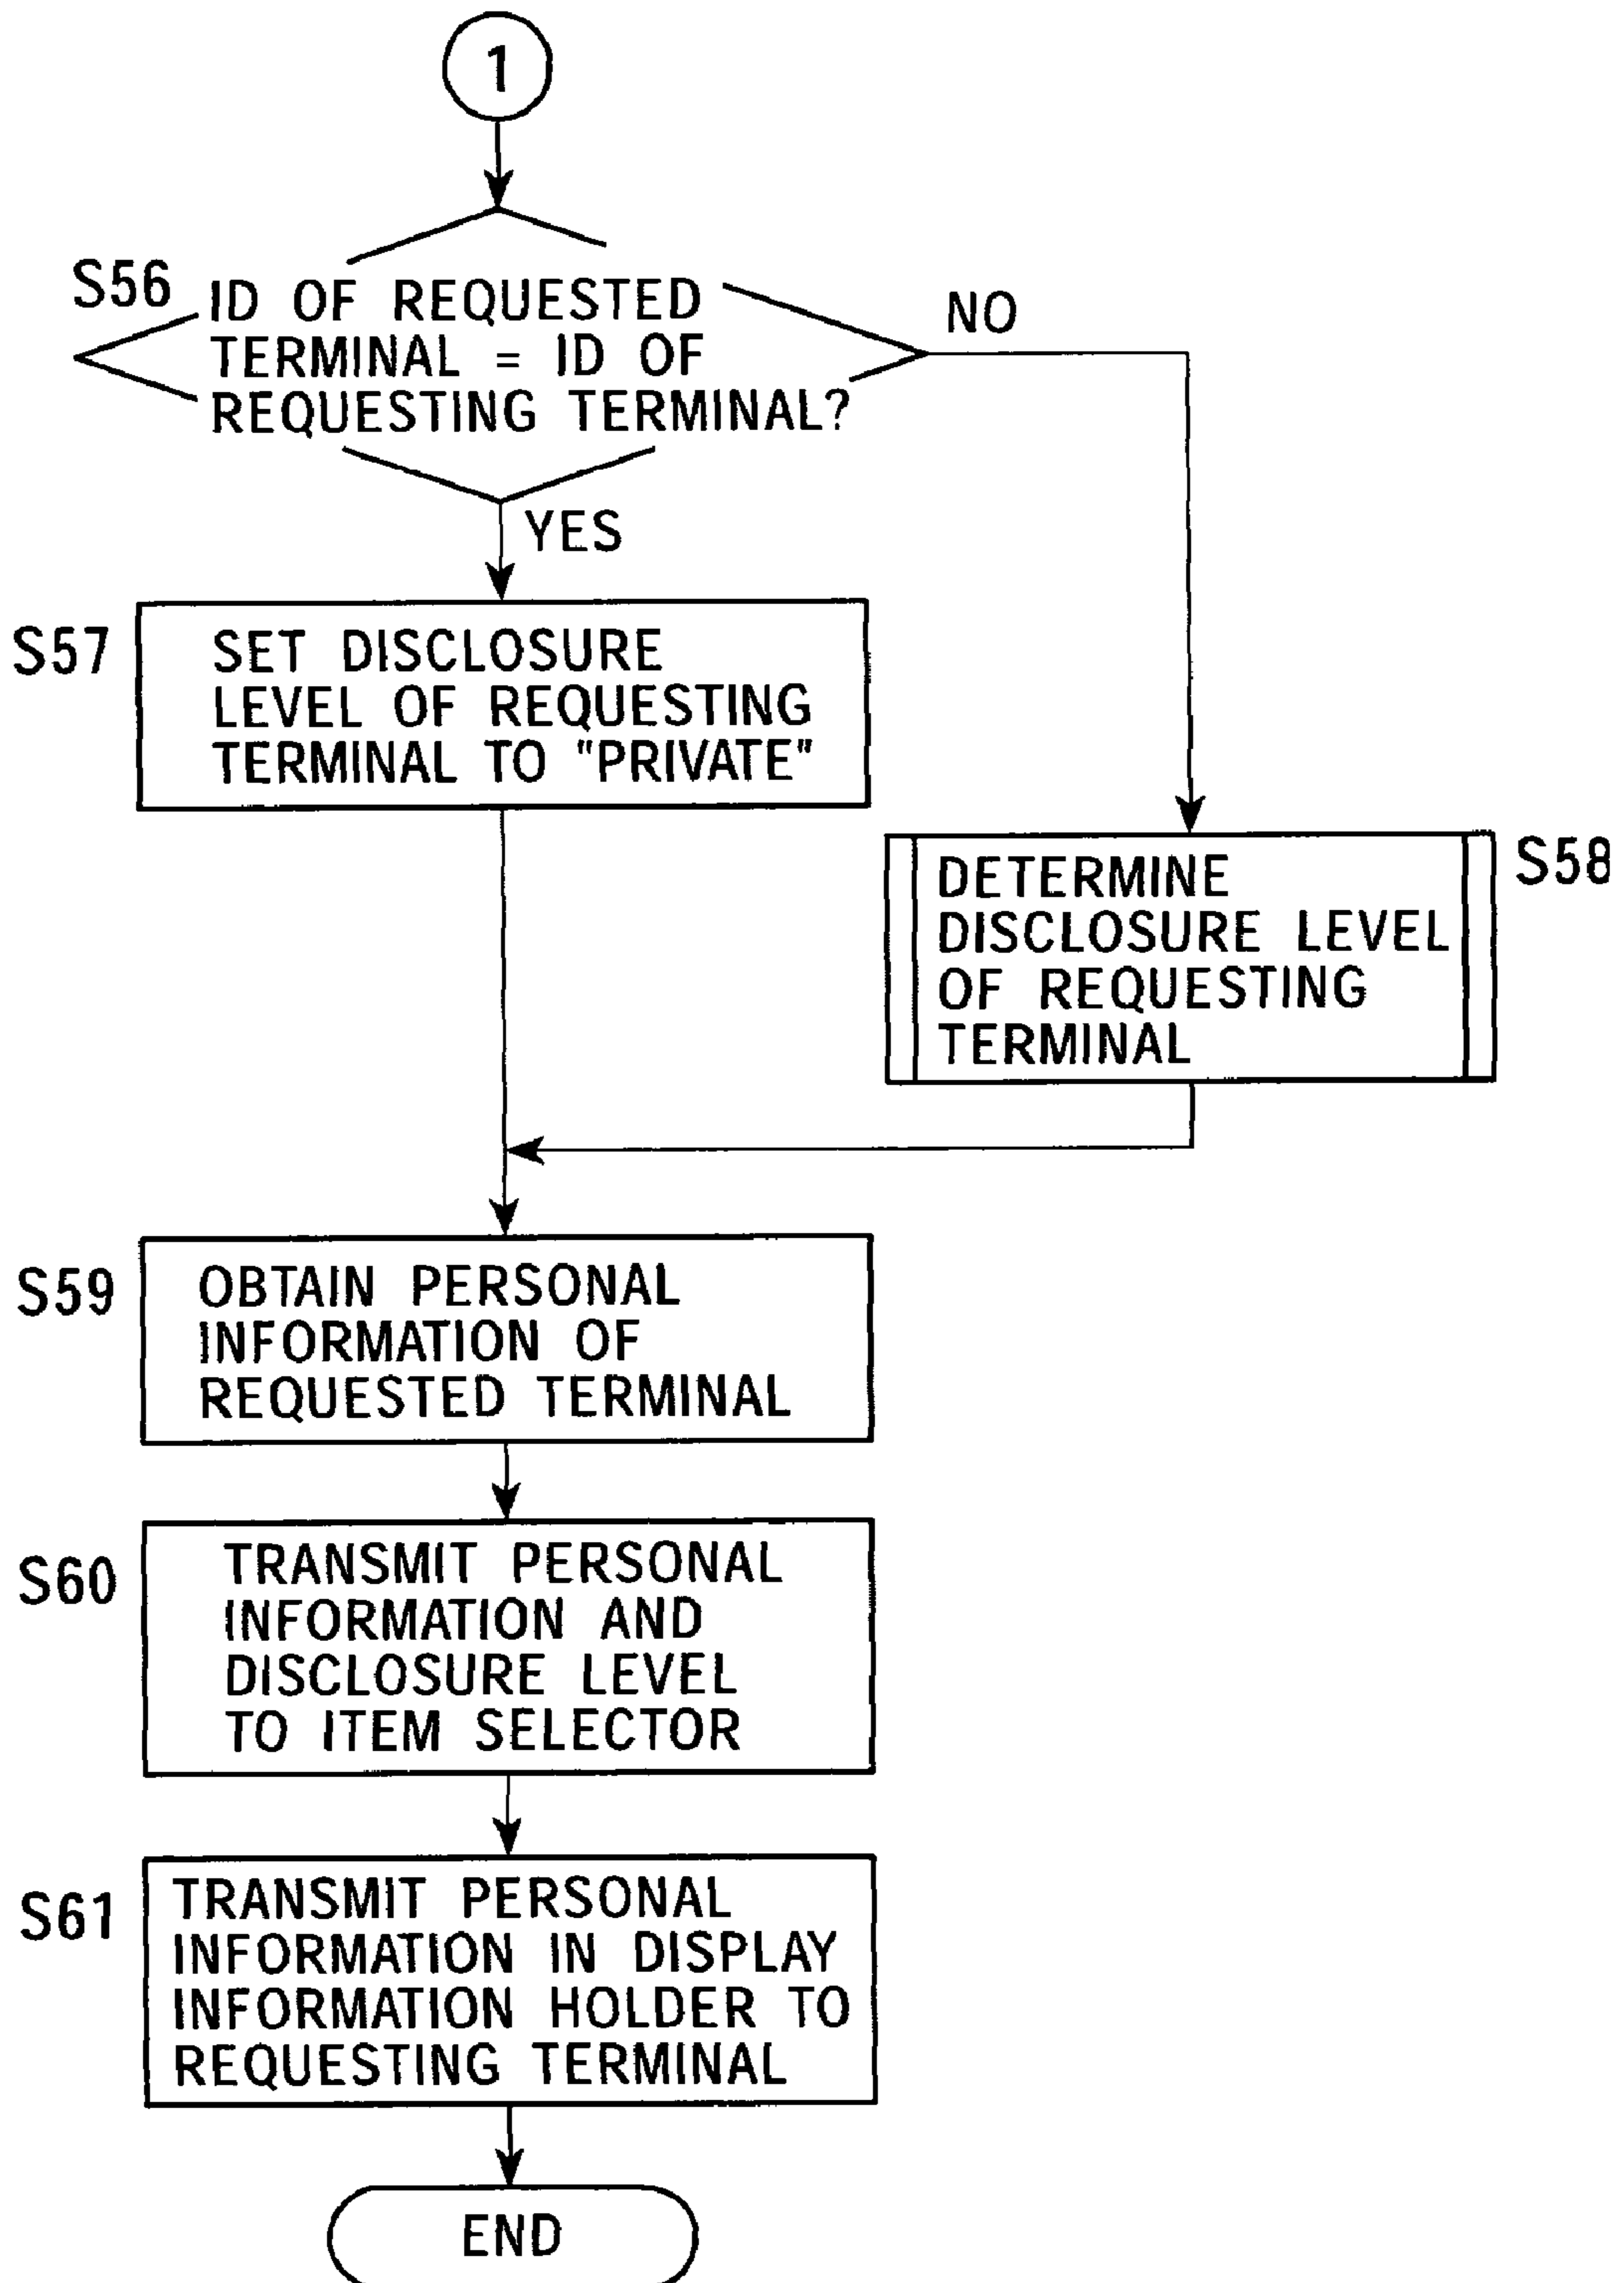 1
S56
ID OF REQUESTED
TERMINAL = ID OF
REQUESTING TERMINAL?
NO
YES
S57
SET DISCLOSURE
LEVEL OF REQUESTING
TERMINAL TO "PRIVATE"
S58
DETERMINE
DISCLOSURE LEVEL
OF REQUESTING
TERMINAL
S59
OBTAIN PERSONAL
INFORMATION OF
REQUESTED TERMINAL
S60
TRANSMIT PERSONAL
INFORMATION AND
DISCLOSURE LEVEL
TO ITEM SELECTOR
S61
TRANSMIT PERSONAL
INFORMATION IN DISPLAY
INFORMATION HOLDER TO
REQUESTING TERMINAL
END